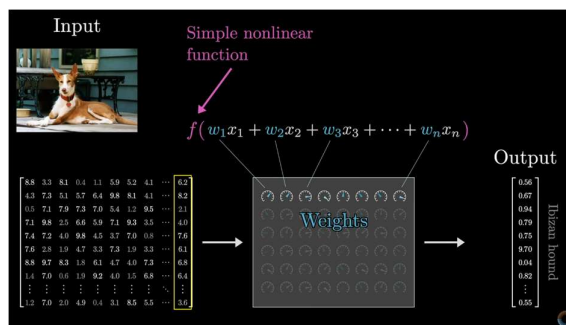 Input
Simple nonlinear
function
f( w₁x₁ + w₂x₂ + w₃x₃ + ⋯ + wₙxₙ )
Output
8.8 3.3 8.1 0.4 1.1 5.9 5.2 4.1 ⋯ 6.2
4.3 7.3 5.1 5.7 6.4 9.8 8.1 4.1 ⋯ 8.2
0.5 7.1 7.9 7.3 7.0 5.4 1.2 9.5 ⋯ 2.1
7.1 9.8 2.5 6.6 5.9 7.1 9.3 3.5 ⋯ 4.0
7.4 7.2 4.0 9.8 4.5 3.7 7.0 0.8 ⋯ 7.6
7.6 2.8 1.9 4.7 3.3 7.3 1.9 3.3 ⋯ 6.1
8.8 9.7 8.3 1.8 6.1 4.7 4.0 7.3 ⋯ 6.8
1.4 7.0 0.6 1.9 9.2 4.0 1.5 6.8 ⋯ 6.4
⋮ ⋮ ⋮ ⋮ ⋮ ⋮ ⋮ ⋮ ⋱ ⋮
1.2 7.0 2.0 4.9 0.4 3.1 8.5 5.5 ⋯ 3.6
Weights
0.56
0.67
0.94
0.75
0.95
9.70
0.04
0.82
⋮
0.55
Ibizan hound